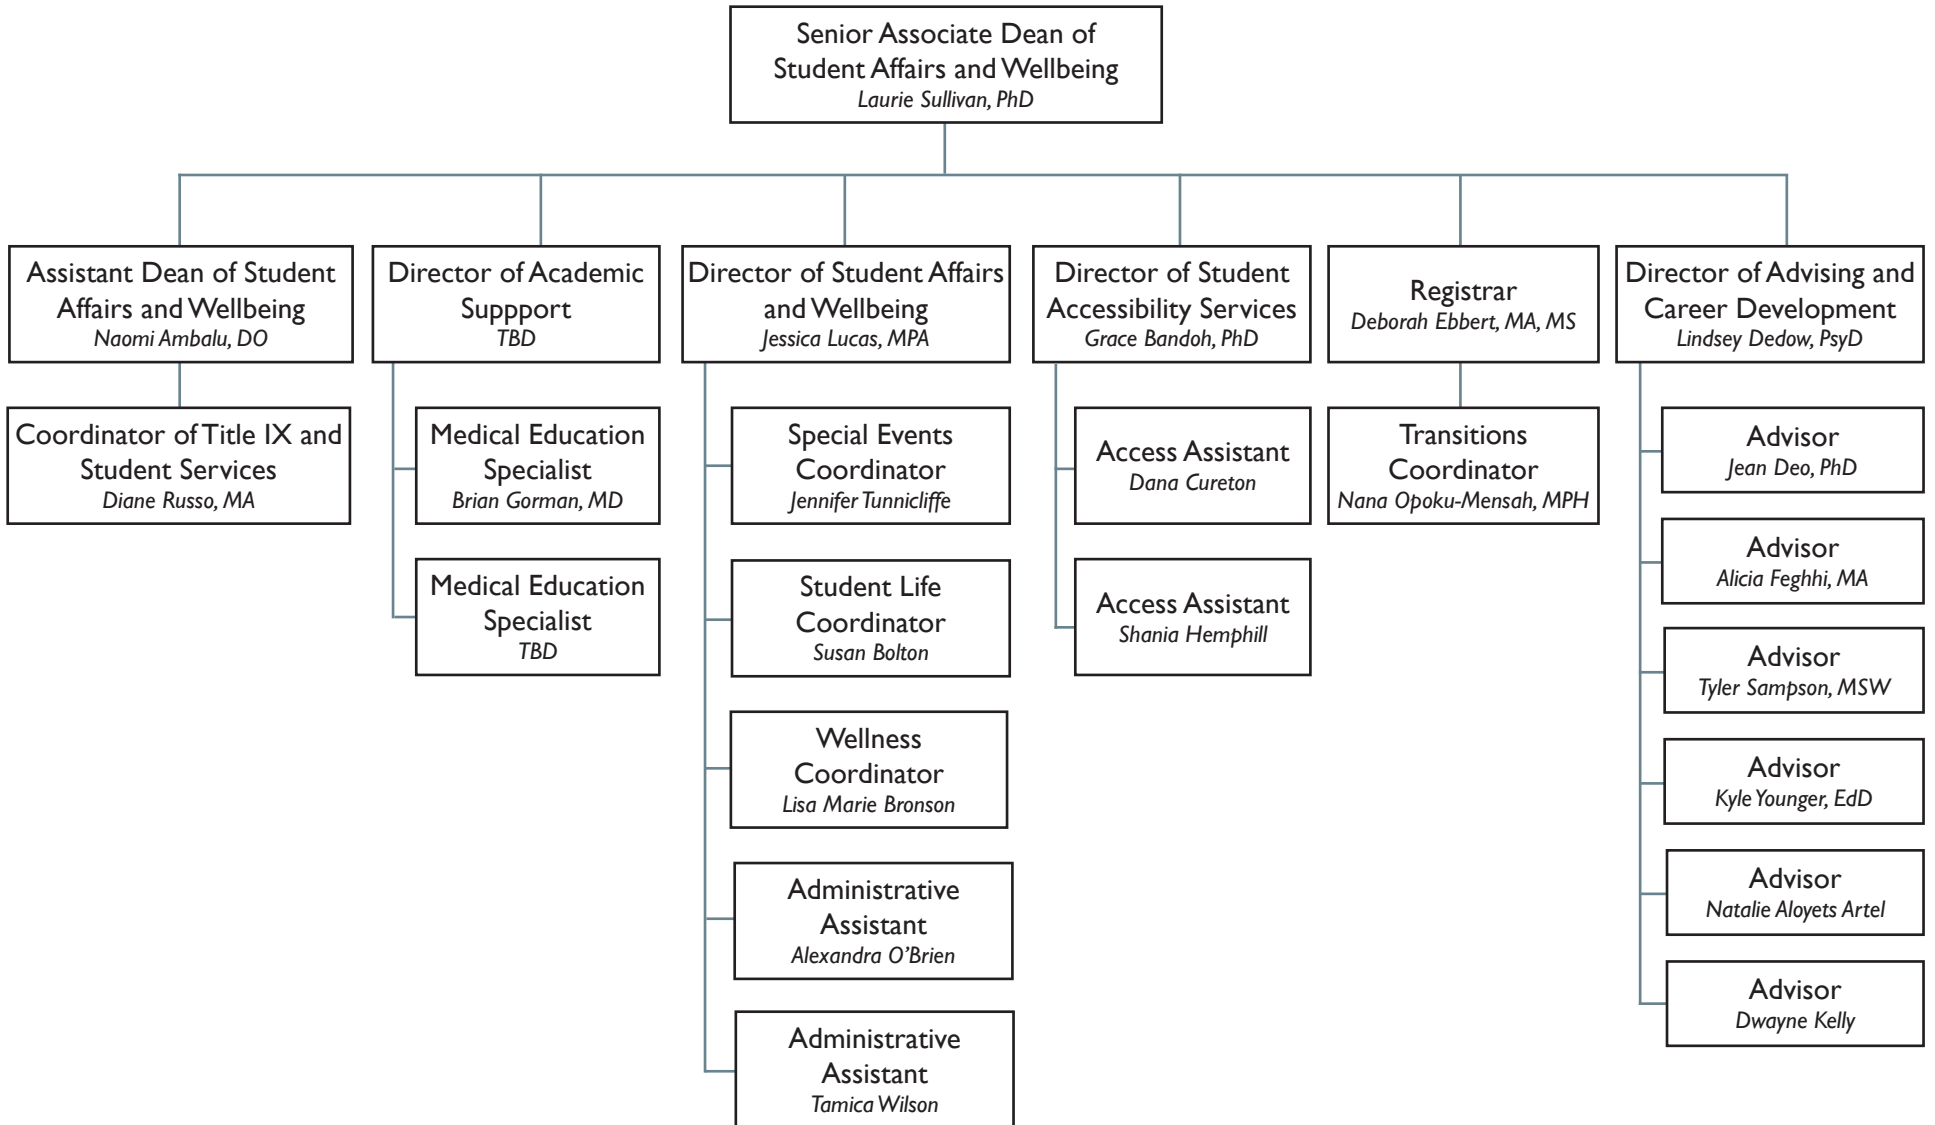 Senior Associate Dean of
Student Affairs and Wellbeing
Laurie Sullivan, PhD
Assistant Dean of Student
Affairs and Wellbeing
Naomi Ambalu, DO
Coordinator of Title IX and
Student Services
Diane Russo, MA
Director of Academic
Suppport
TBD
Medical Education
Specialist
Brian Gorman, MD
Medical Education
Specialist
TBD
Director of Student Affairs
and Wellbeing
Jessica Lucas, MPA
Special Events
Coordinator
Jennifer Tunnicliffe
Student Life
Coordinator
Susan Bolton
Wellness
Coordinator
Lisa Marie Bronson
Administrative
Assistant
Alexandra O’Brien
Administrative
Assistant
Tamica Wilson
Director of Student
Accessibility Services
Grace Bandoh, PhD
Access Assistant
Dana Cureton
Access Assistant
Shania Hemphill
Registrar
Deborah Ebbert, MA, MS
Transitions
Coordinator
Nana Opoku-Mensah, MPH
Director of Advising and
Career Development
Lindsey Dedow, PsyD
Advisor
Jean Deo, PhD
Advisor
Alicia Feghhi, MA
Advisor
Tyler Sampson, MSW
Advisor
Kyle Younger, EdD
Advisor
Natalie Aloyets Artel
Advisor
Dwayne Kelly